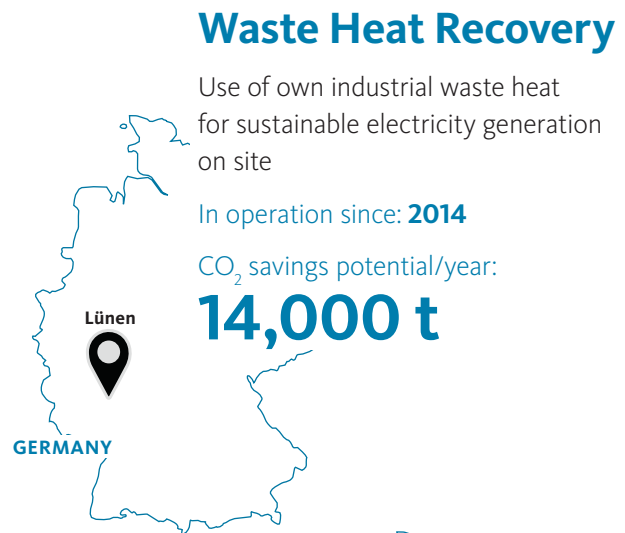 Waste Heat Recovery
Use of own industrial waste heat
for sustainable electricity generation
on site
In operation since: 2014
CO₂ savings potential/year:
14,000 t
Lünen
GERMANY